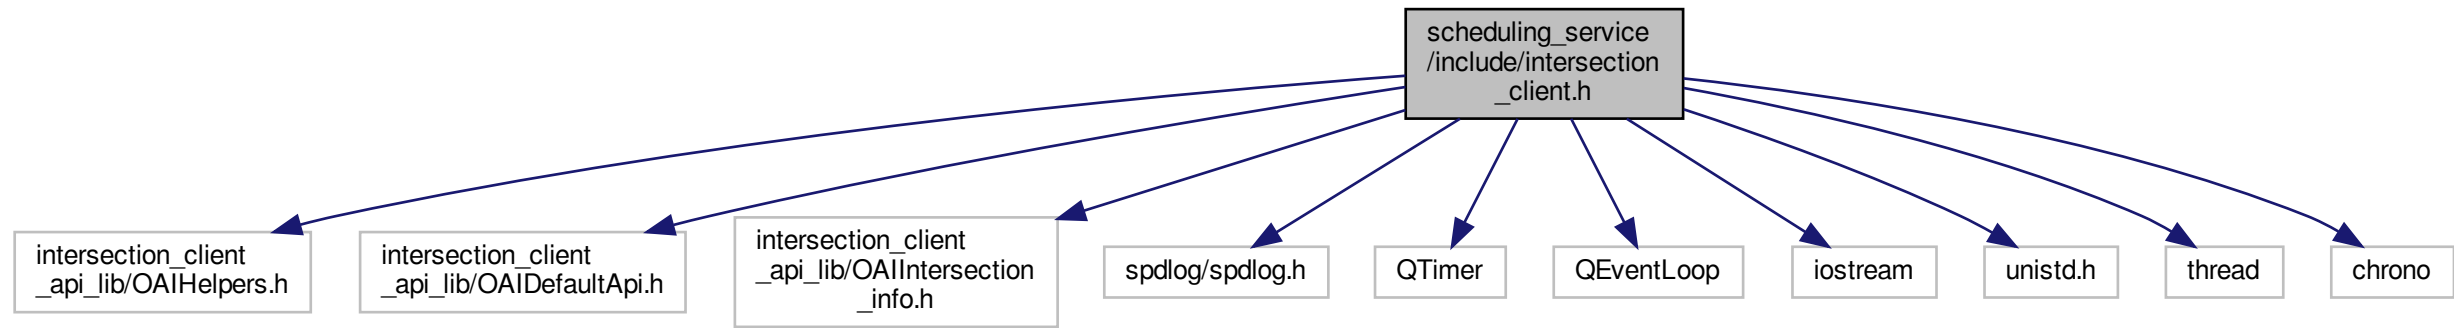 scheduling_service
/include/intersection
_client.h
intersection_client
_api_lib/OAIHelpers.h
intersection_client
_api_lib/OAIDefaultApi.h
intersection_client
_api_lib/OAIIntersection
_info.h
spdlog/spdlog.h
QTimer
QEventLoop
iostream
unistd.h
thread
chrono